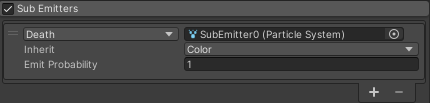 Sub Emitters
Death SubEmitter0 (Particle System)
Inherit Color
Emit Probability 1